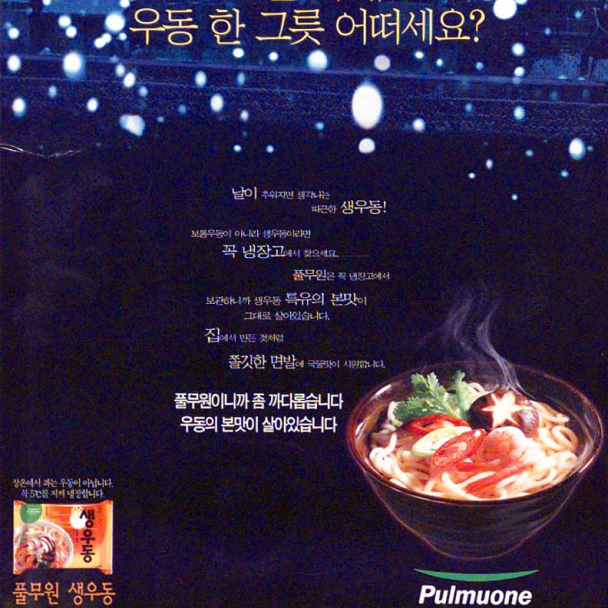 우동 한 그릇 어떠세요?
날이 추워지면 생각나는
따끈한 생우동!
보통우동이 아니라 생우동이라면
꼭 냉장고에서 찾으세요.
풀무원은 꼭 냉장고에서
보관하니까 생우동 특유의 본맛이
그대로 살아있습니다.
집에서 만든 것처럼
쫄깃한 면발에 국물맛이 시원합니다.
풀무원이니까 좀 까다롭습니다
우동의 본맛이 살아있습니다
상온에서 파는 우동이 아닙니다.
꼭 5℃를 지켜 냉장합니다.
생우동
풀무원 생우동
Pulmuone